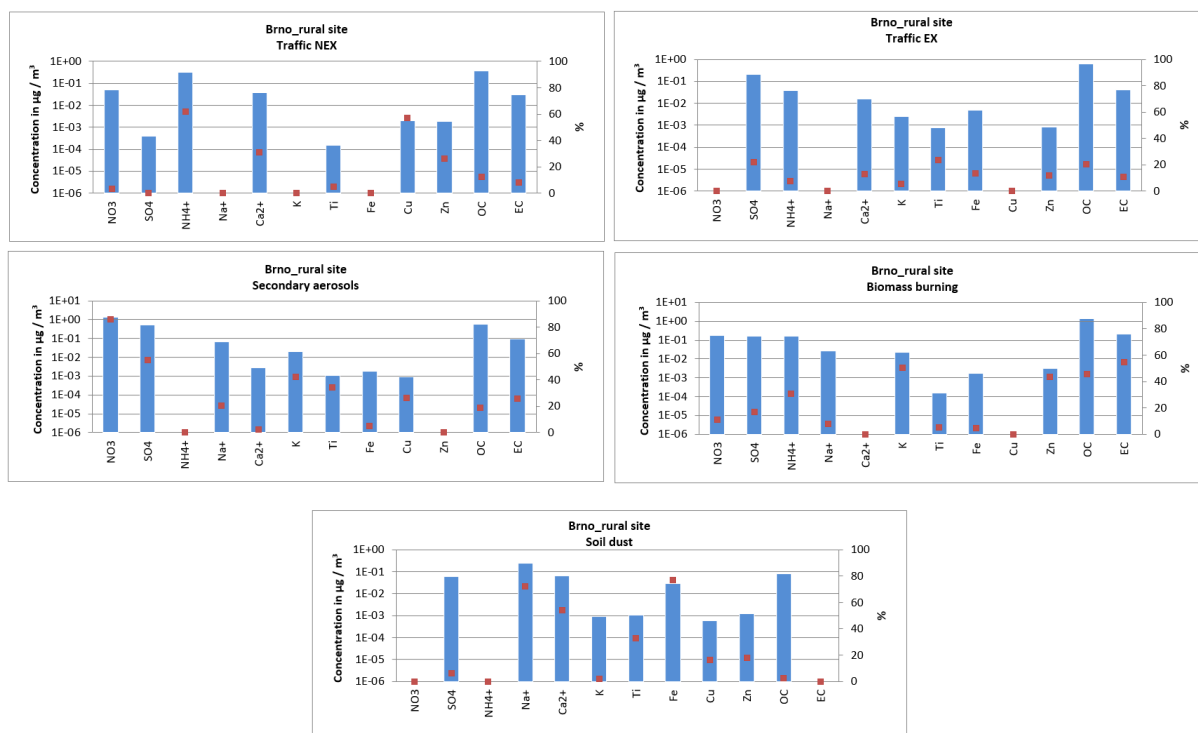 Brno_rural site
Traffic NEX
Concentration in µg / m³
1E+00
1E-01
1E-02
1E-03
1E-04
1E-05
1E-06
100
80
60
40
20
0
%
NO3
SO4
NH4+
Na+
Ca2+
K
Ti
Fe
Cu
Zn
OC
EC
Brno_rural site
Traffic EX
Concentration in µg / m³
1E+00
1E-01
1E-02
1E-03
1E-04
1E-05
1E-06
100
80
60
40
20
0
%
NO3
SO4
NH4+
Na+
Ca2+
K
Ti
Fe
Cu
Zn
OC
EC
Brno_rural site
Secondary aerosols
Concentration in µg / m³
1E+01
1E+00
1E-01
1E-02
1E-03
1E-04
1E-05
1E-06
100
80
60
40
20
0
%
NO3
SO4
NH4+
Na+
Ca2+
K
Ti
Fe
Cu
Zn
OC
EC
Brno_rural site
Biomass burning
Concentration in µg / m³
1E+01
1E+00
1E-01
1E-02
1E-03
1E-04
1E-05
1E-06
100
80
60
40
20
0
%
NO3
SO4
NH4+
Na+
Ca2+
K
Ti
Fe
Cu
Zn
OC
EC
Brno_rural site
Soil dust
Concentration in µg / m³
1E+00
1E-01
1E-02
1E-03
1E-04
1E-05
1E-06
100
80
60
40
20
0
%
NO3
SO4
NH4+
Na+
Ca2+
K
Ti
Fe
Cu
Zn
OC
EC